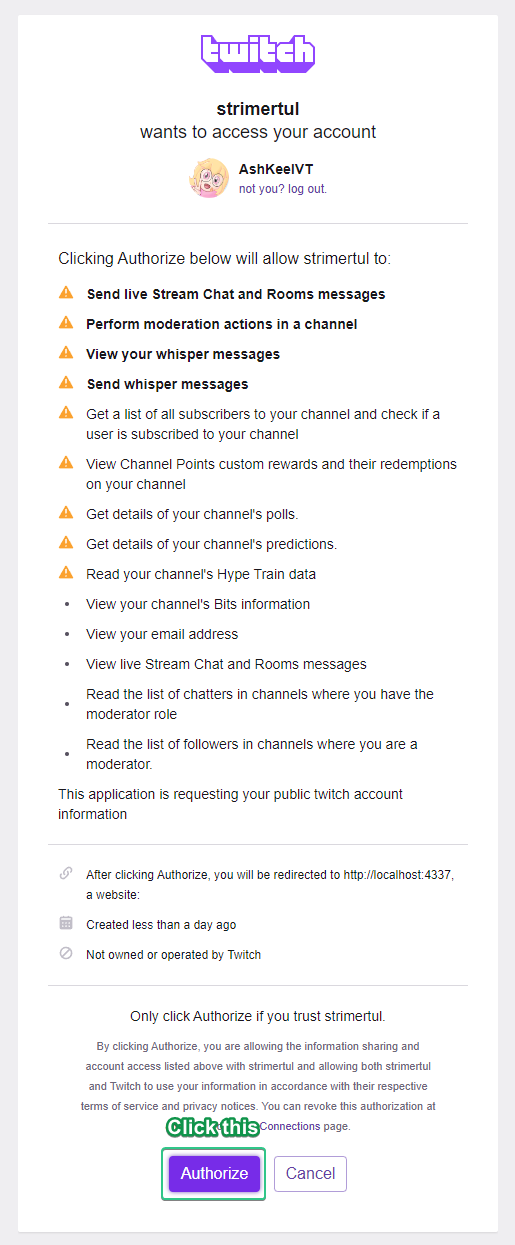 twitch
strimertul
wants to access your account
AshKeelVT
not you? log out.
Clicking Authorize below will allow strimertul to:
Send live Stream Chat and Rooms messages
Perform moderation actions in a channel
View your whisper messages
Send whisper messages
Get a list of all subscribers to your channel and check if a
user is subscribed to your channel
View Channel Points custom rewards and their redemptions
on your channel
Get details of your channel's polls.
Get details of your channel's predictions.
Read your channel's Hype Train data
View your channel's Bits information
View your email address
View live Stream Chat and Rooms messages
Read the list of chatters in channels where you have the
moderator role
Read the list of followers in channels where you are a
moderator.
This application is requesting your public twitch account
information
After clicking Authorize, you will be redirected to http://localhost:4337,
a website:
Created less than a day ago
Not owned or operated by Twitch
Only click Authorize if you trust strimertul.
By clicking Authorize, you are allowing the information sharing and
account access listed above with strimertul and allowing both strimertul
and Twitch to use your information in accordance with their respective
terms of service and privacy notices. You can revoke this authorization at
Connections page.
Click this
Authorize
Cancel